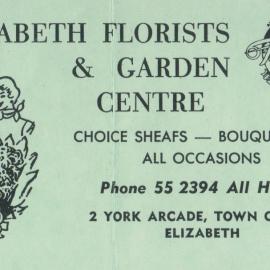 ABETH FLORISTS
& GARDEN
CENTRE
CHOICE SHEAFS — BOUQU
ALL OCCASIONS
Phone 55 2394 All H
2 YORK ARCADE, TOWN C
ELIZABETH